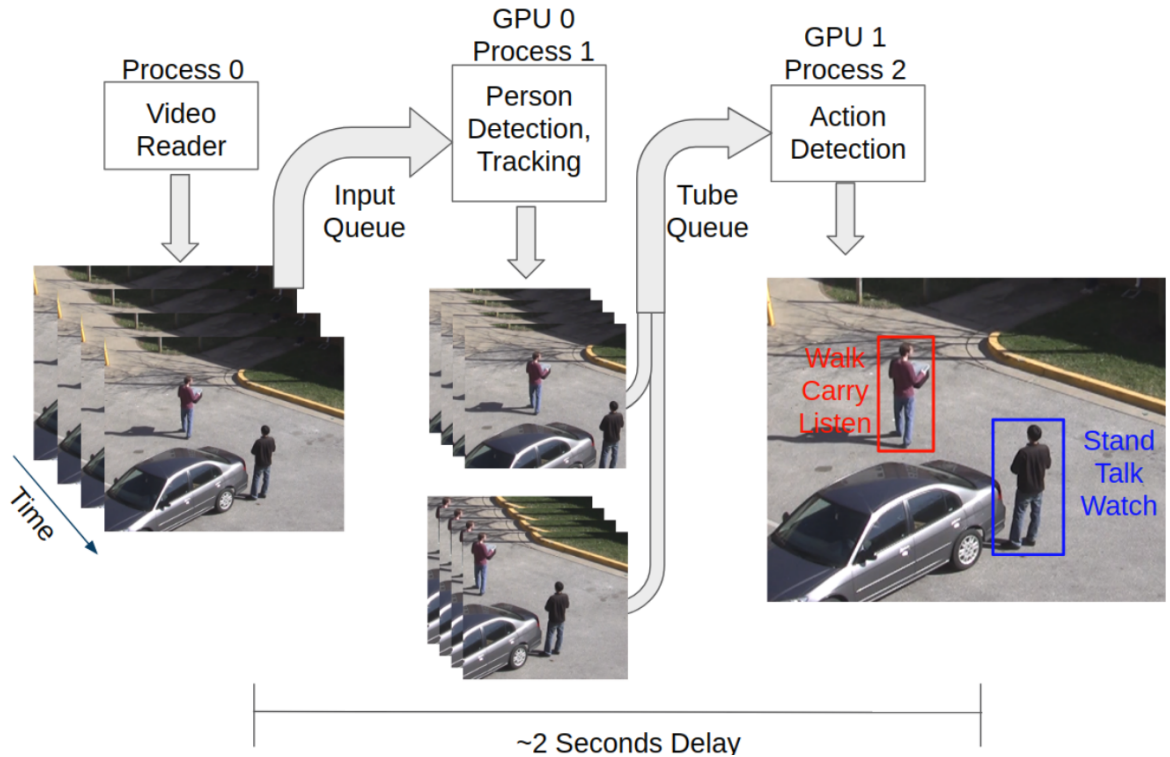 Process 0
Video
Reader
Input
Queue
GPU 0
Process 1
Person
Detection,
Tracking
Tube
Queue
GPU 1
Process 2
Action
Detection
Time
Walk
Carry
Listen
Stand
Talk
Watch
~2 Seconds Delay